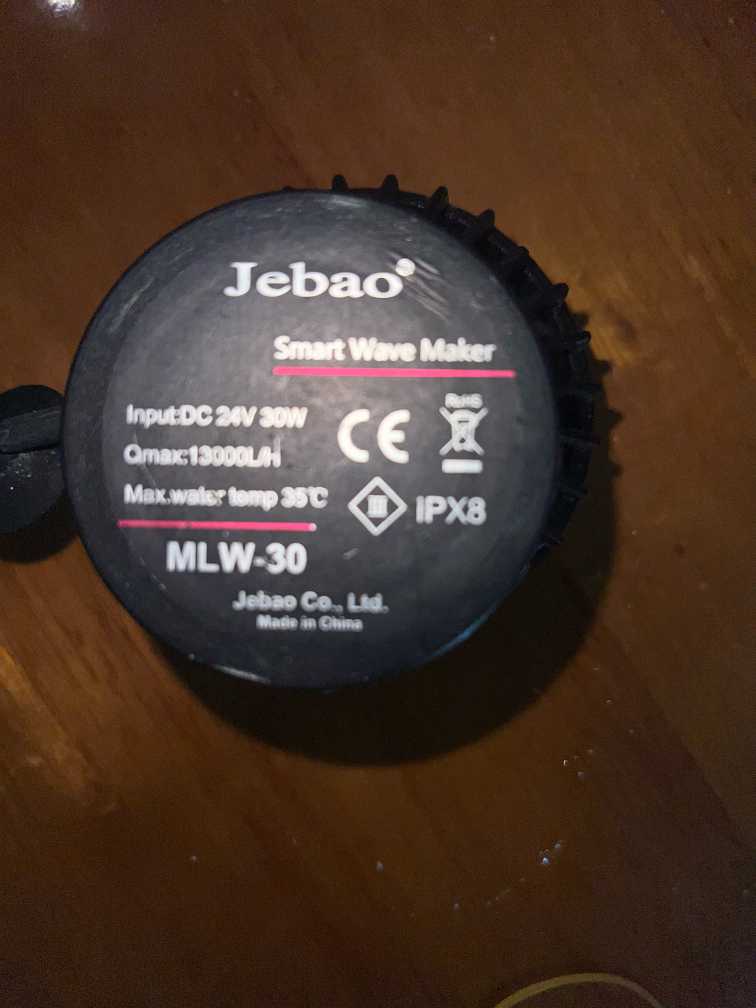 Jebao®
Smart Wave Maker
Input:DC 24V 30W
Qmax:13000L/H
Max.water temp 35℃
CE
RoHS
III
IPX8
MLW-30
Jebao Co., Ltd.
Made in China